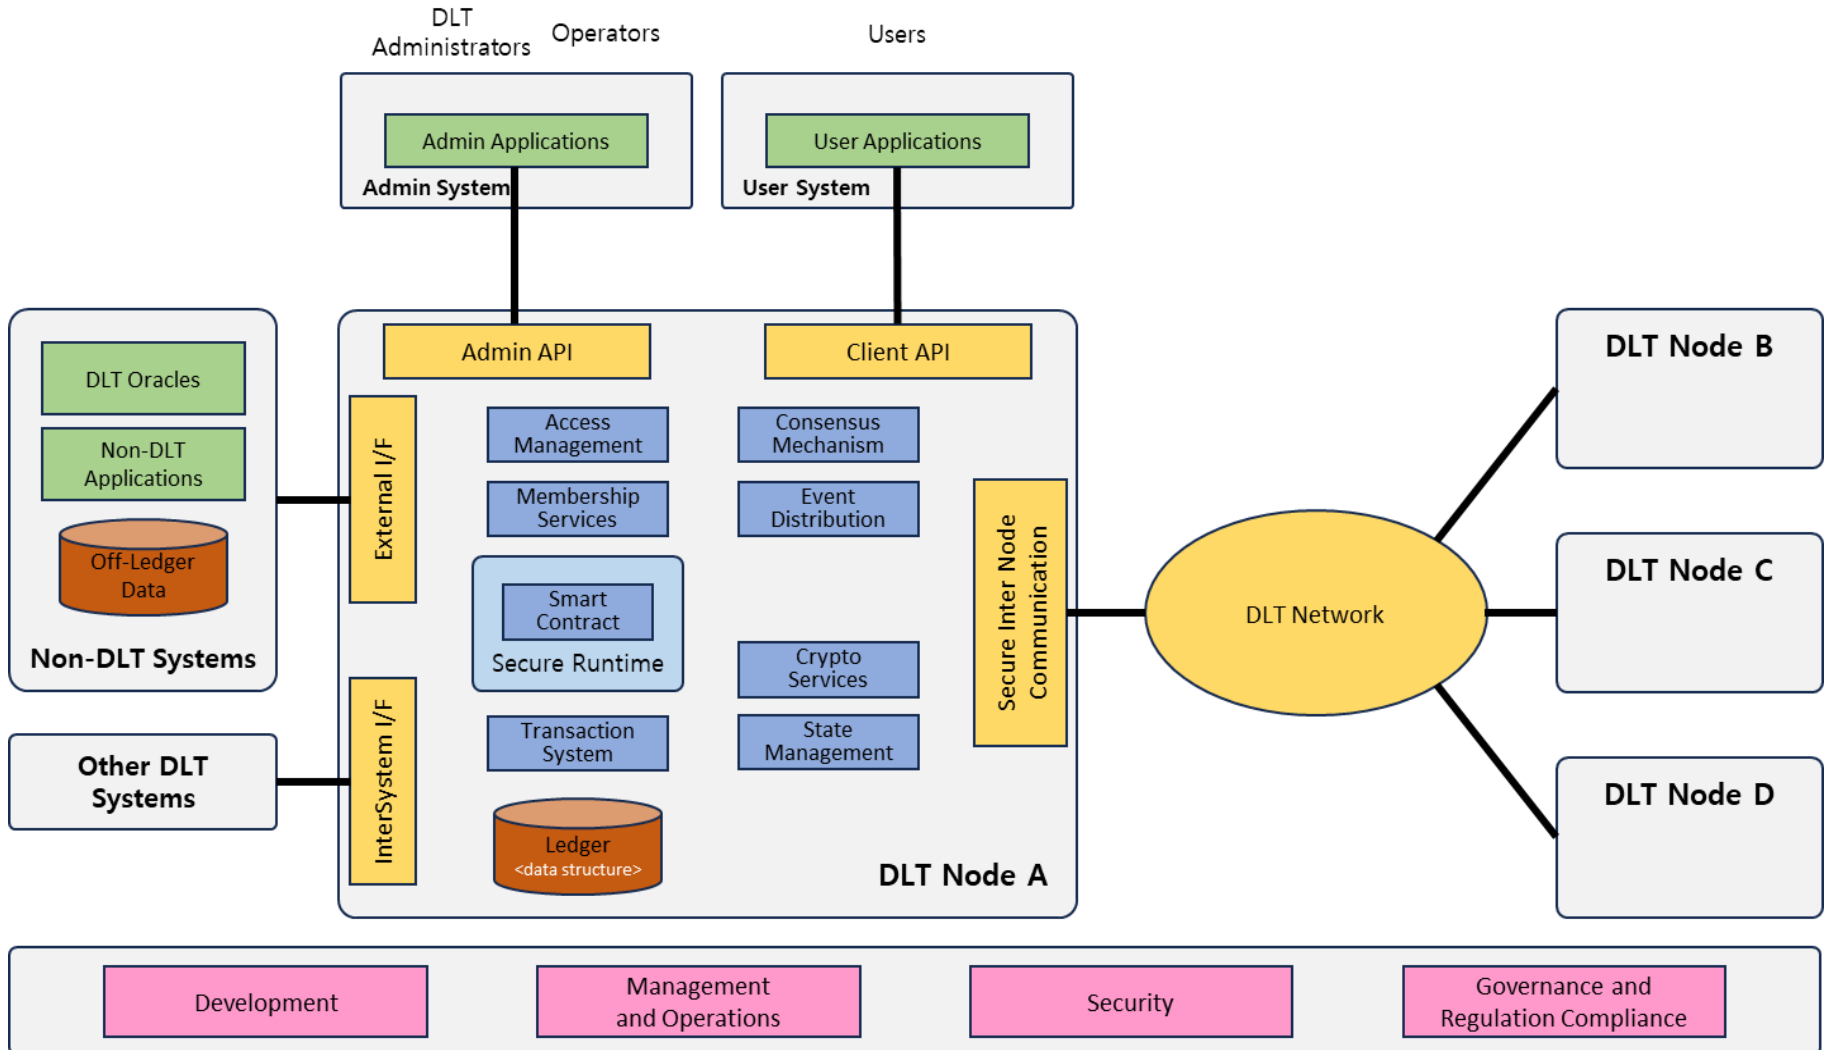 DLT
Administrators
Operators
Users
Admin Applications
Admin System
User Applications
User System
DLT Oracles
Non-DLT
Applications
Off-Ledger
Data
Non-DLT Systems
Other DLT
Systems
Admin API
Client API
External I/F
InterSystem I/F
Access
Management
Membership
Services
Smart
Contract
Secure Runtime
Transaction
System
Ledger
<data structure>
Consensus
Mechanism
Event
Distribution
Crypto
Services
State
Management
Secure Inter Node
Communication
DLT Node A
DLT Network
DLT Node B
DLT Node C
DLT Node D
Development
Management
and Operations
Security
Governance and
Regulation Compliance